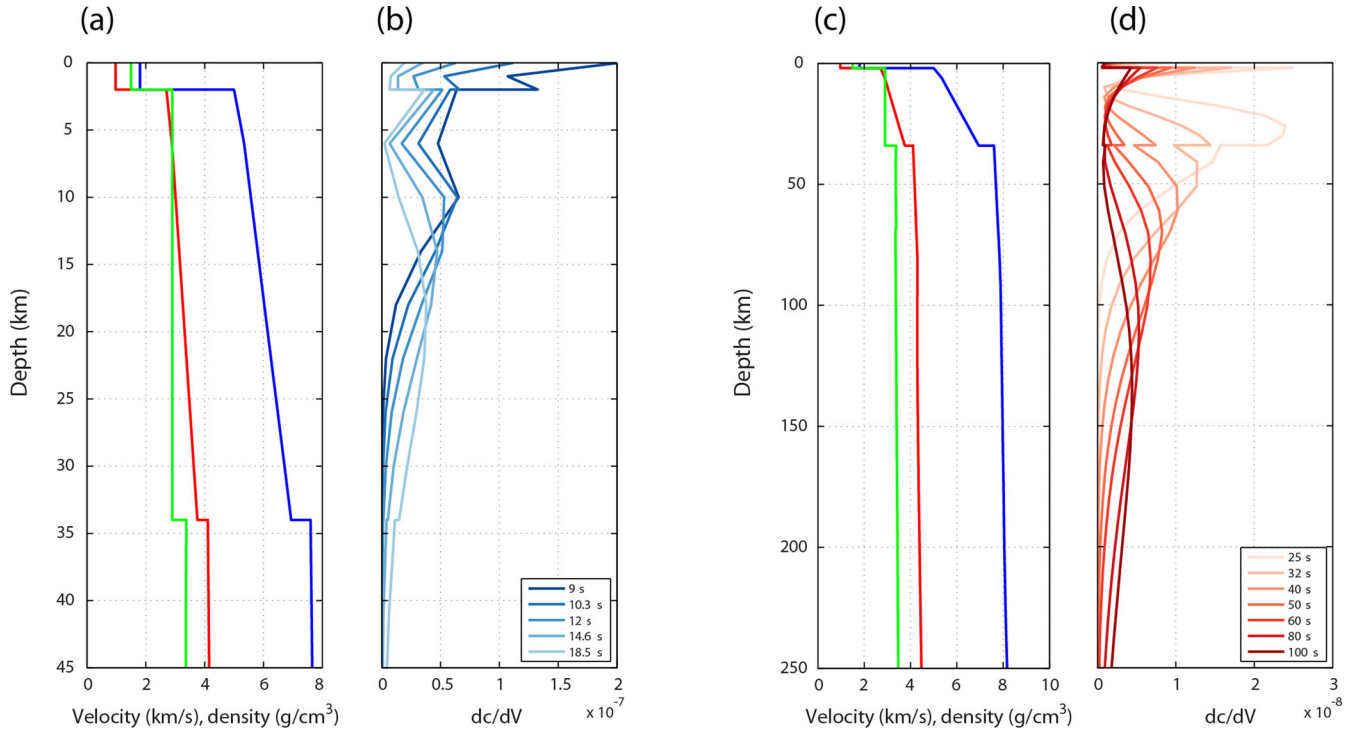 (a)
(b)
(c)
(d)
0
5
10
15
20
25
30
35
40
45
Depth (km)
0
2
4
6
8
Velocity (km/s), density (g/cm³)
9 s
10.3 s
12 s
14.6 s
18.5 s
0
0.5
1
1.5
2
x 10⁻⁷
dc/dV
0
50
100
150
200
250
Depth (km)
0
2
4
6
8
10
Velocity (km/s), density (g/cm³)
25 s
32 s
40 s
50 s
60 s
80 s
100 s
0
1
2
3
x 10⁻⁸
dc/dV